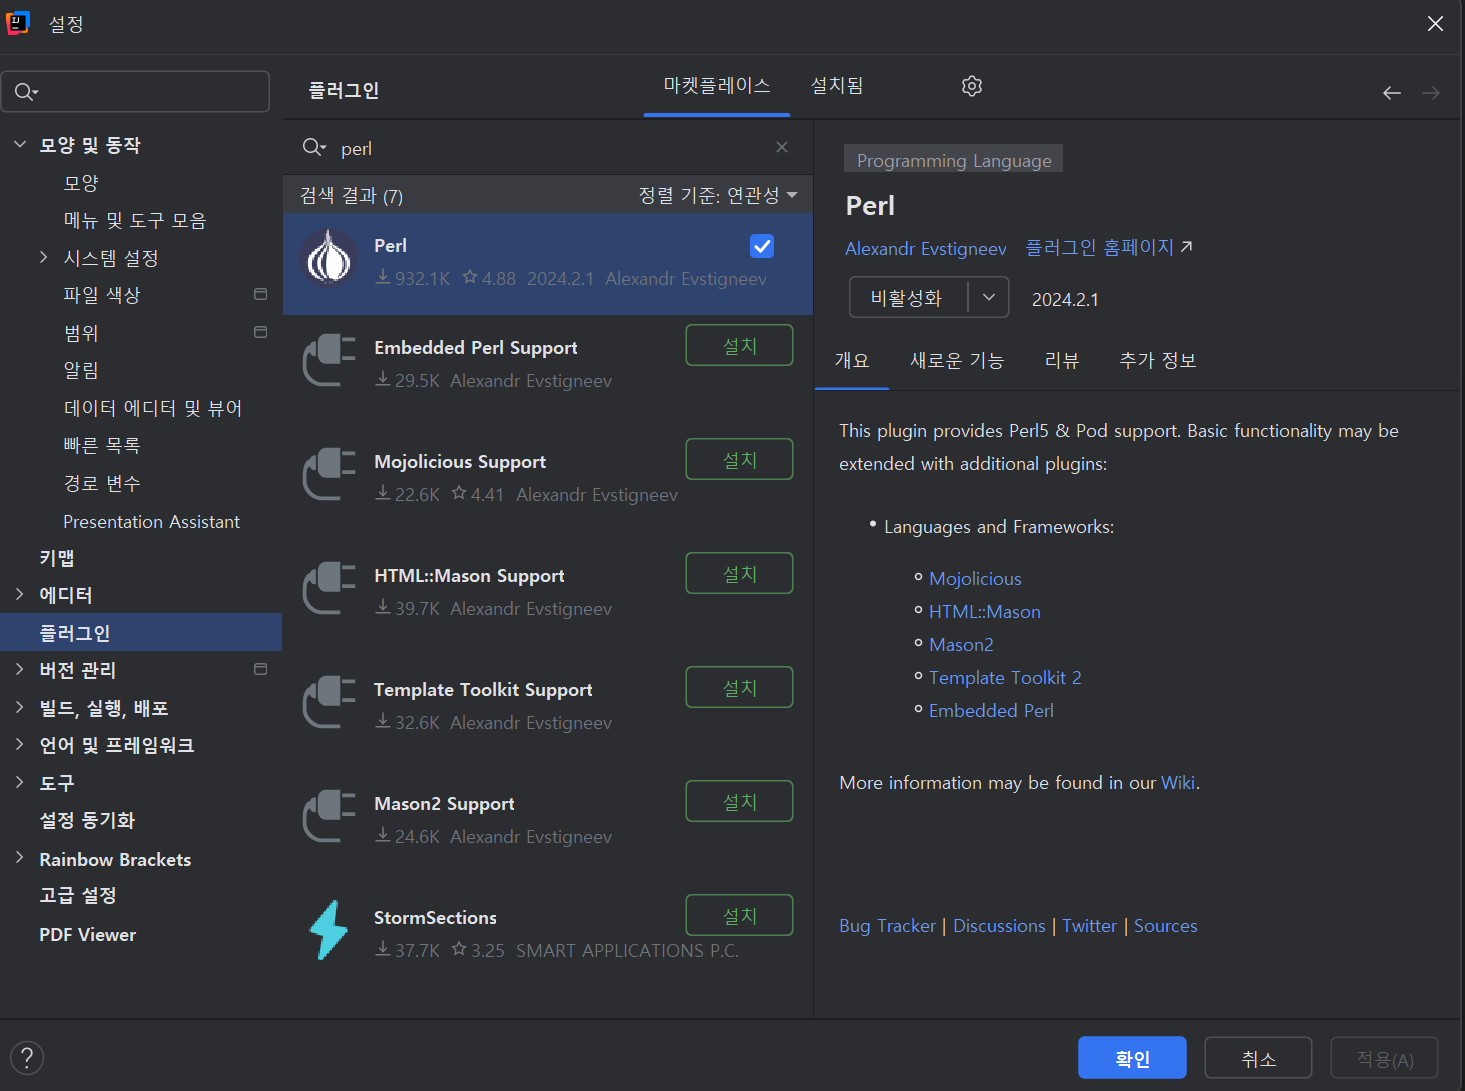 설정
플러그인
마켓플레이스
설치됨
모양 및 동작
모양
메뉴 및 도구 모음
시스템 설정
파일 색상
범위
알림
데이터 에디터 및 뷰어
빠른 목록
경로 변수
Presentation Assistant
키맵
에디터
플러그인
버전 관리
빌드, 실행, 배포
언어 및 프레임워크
도구
설정 동기화
Rainbow Brackets
고급 설정
PDF Viewer
perl
검색 결과 (7)
정렬 기준: 연관성
Perl
932.1K 4.88 2024.2.1 Alexandr Evstigneev
Embedded Perl Support
설치
29.5K Alexandr Evstigneev
Mojolicious Support
설치
22.6K 4.41 Alexandr Evstigneev
HTML::Mason Support
설치
39.7K Alexandr Evstigneev
Template Toolkit Support
설치
32.6K Alexandr Evstigneev
Mason2 Support
설치
24.6K Alexandr Evstigneev
StormSections
설치
37.7K 3.25 SMART APPLICATIONS P.C.
Programming Language
Perl
Alexandr Evstigneev 플러그인 홈페이지
비활성화 2024.2.1
개요 새로운 기능 리뷰 추가 정보
This plugin provides Perl5 & Pod support. Basic functionality may be
extended with additional plugins:
• Languages and Frameworks:
Mojolicious
HTML::Mason
Mason2
Template Toolkit 2
Embedded Perl
More information may be found in our Wiki.
Bug Tracker | Discussions | Twitter | Sources
?
확인
취소
적용(A)